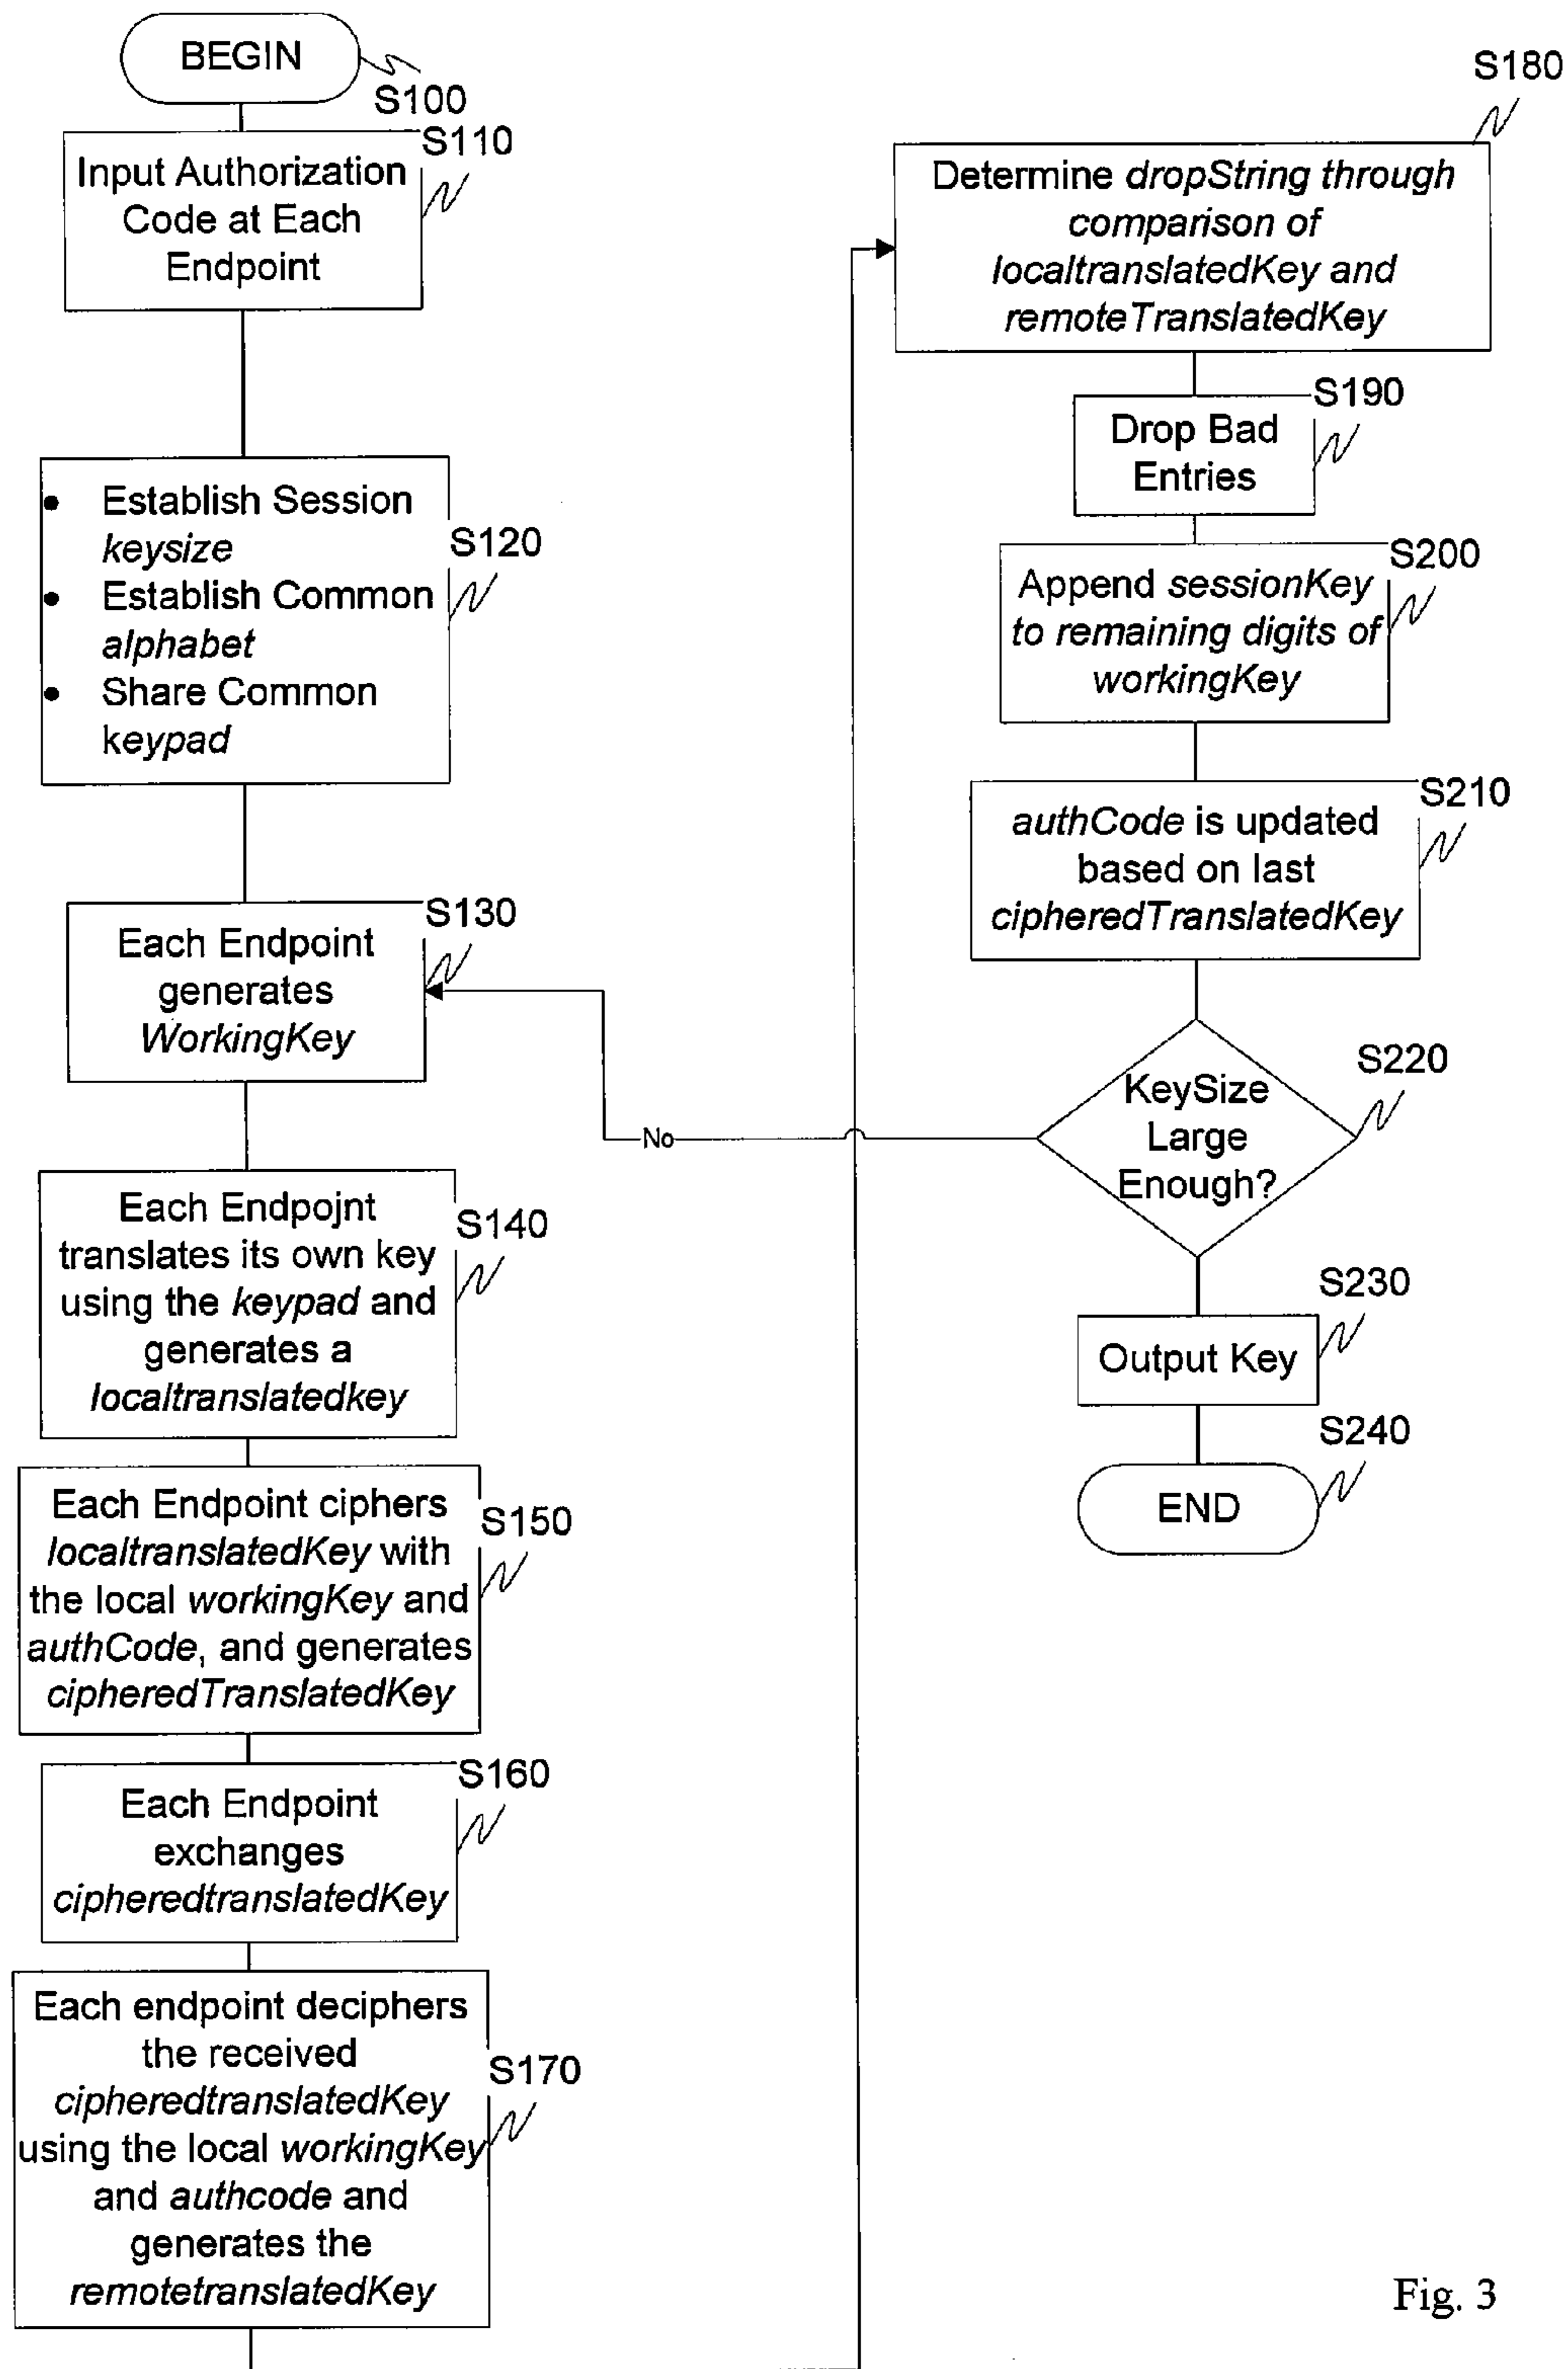 BEGIN
S100
S110
Input Authorization
Code at Each
Endpoint
• Establish Session
keysize
• Establish Common
alphabet
• Share Common
keypad
S120
S130
Each Endpoint
generates
WorkingKey
S140
Each Endpojnt
translates its own key
using the keypad and
generates a
localtranslatedkey
S150
Each Endpoint ciphers
localtranslatedKey with
the local workingKey and
authCode, and generates
cipheredTranslatedKey
S160
Each Endpoint
exchanges
cipheredtranslatedKey
S170
Each endpoint deciphers
the received
cipheredtranslatedKey
using the local workingKey
and authcode and
generates the
remotetranslatedKey
S180
Determine dropString through
comparison of
localtranslatedKey and
remoteTranslatedKey
S190
Drop Bad
Entries
S200
Append sessionKey
to remaining digits of
workingKey
S210
authCode is updated
based on last
cipheredTranslatedKey
S220
KeySize
Large
Enough?
No
S230
Output Key
S240
END
Fig. 3